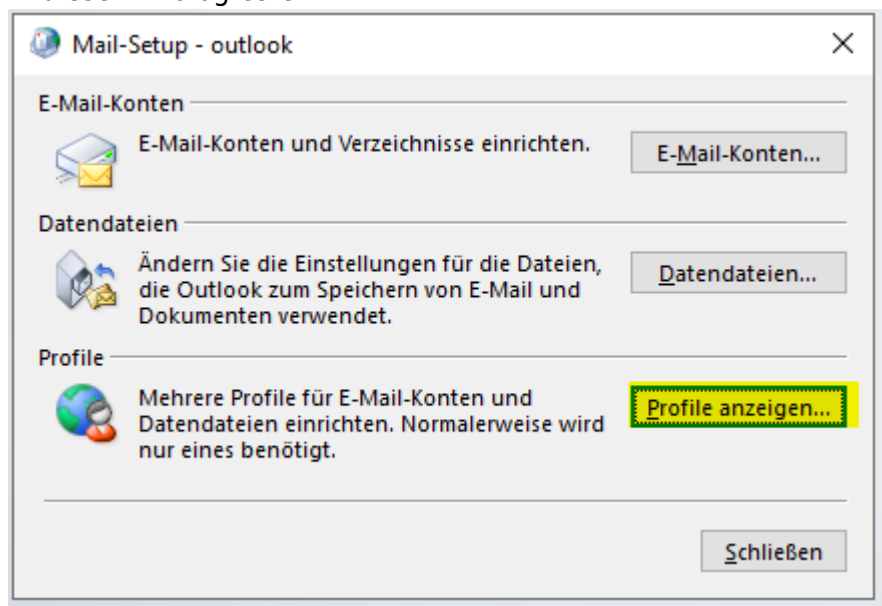 Mail-Setup - outlook
E-Mail-Konten
E-Mail-Konten und Verzeichnisse einrichten.
E-Mail-Konten...
Datendateien
Ändern Sie die Einstellungen für die Dateien,
die Outlook zum Speichern von E-Mail und
Dokumenten verwendet.
Datendateien...
Profile
Mehrere Profile für E-Mail-Konten und
Datendateien einrichten. Normalerweise wird
nur eines benötigt.
Profile anzeigen...
Schließen